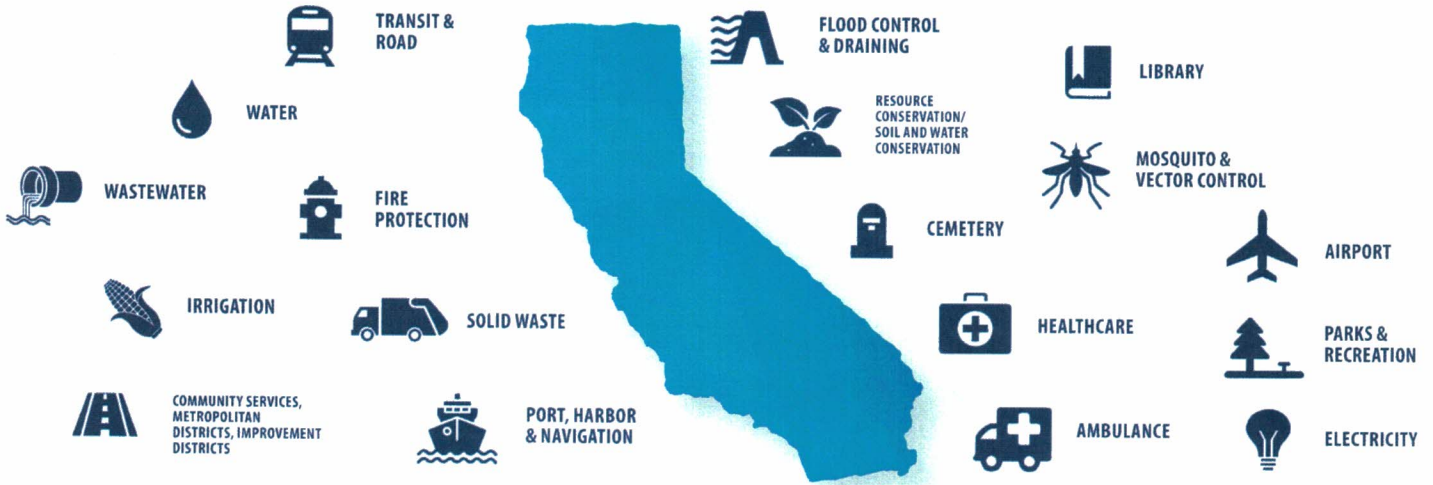 TRANSIT &
ROAD
WATER
WASTEWATER
FIRE
PROTECTION
IRRIGATION
SOLID WASTE
COMMUNITY SERVICES,
METROPOLITAN
DISTRICTS, IMPROVEMENT
DISTRICTS
PORT, HARBOR
& NAVIGATION
FLOOD CONTROL
& DRAINING
LIBRARY
RESOURCE
CONSERVATION/
SOIL AND WATER
CONSERVATION
MOSQUITO &
VECTOR CONTROL
CEMETERY
AIRPORT
HEALTHCARE
PARKS &
RECREATION
AMBULANCE
ELECTRICITY